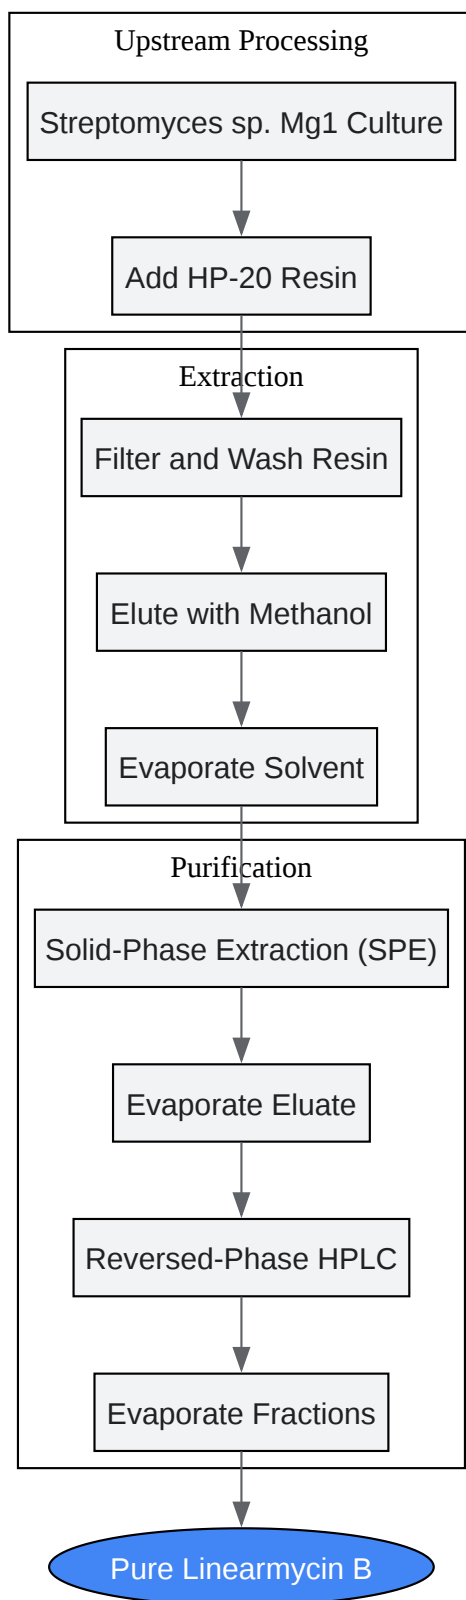 Upstream Processing
Streptomyces sp. Mg1 Culture
Add HP-20 Resin
Extraction
Filter and Wash Resin
Elute with Methanol
Evaporate Solvent
Purification
Solid-Phase Extraction (SPE)
Evaporate Eluate
Reversed-Phase HPLC
Evaporate Fractions
Pure Linearmycin B